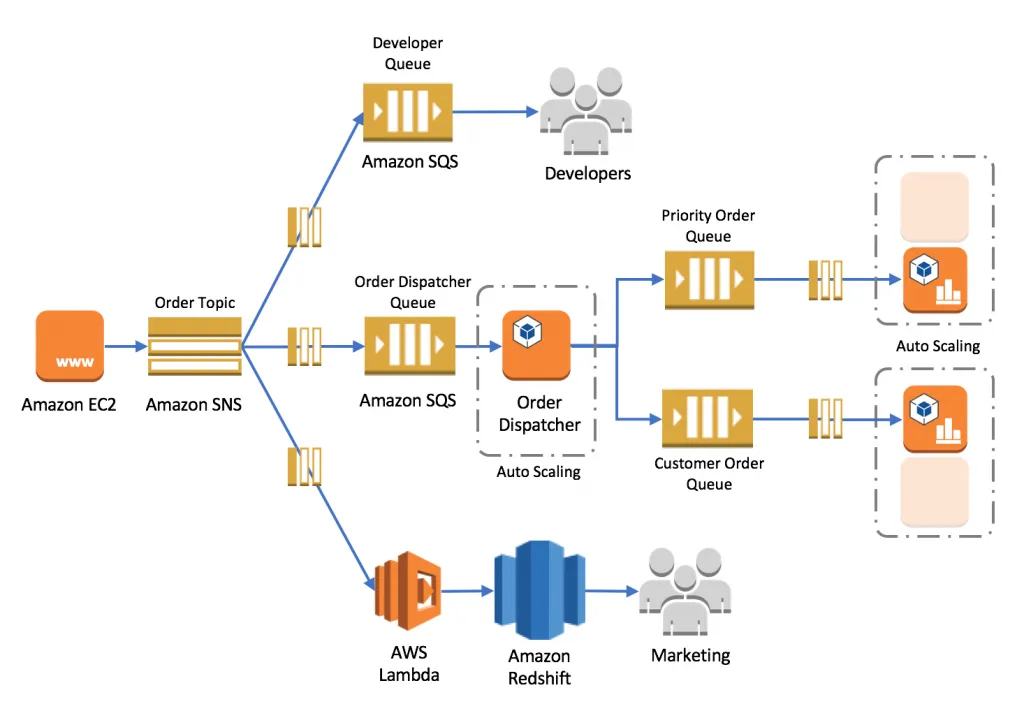 Developer
Queue
Amazon SQS
Developers
Priority Order
Queue
Order Topic
Order Dispatcher
Queue
www
Amazon EC2
Amazon SNS
Amazon SQS
Order
Dispatcher
Auto Scaling
Auto Scaling
Customer Order
Queue
AWS
Lambda
Amazon
Redshift
Marketing